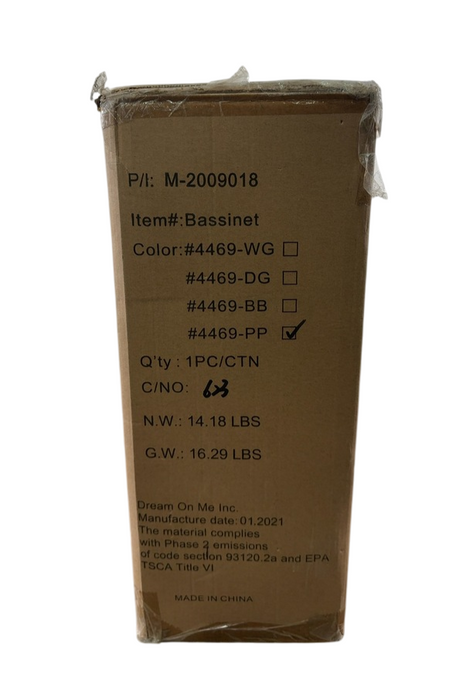 P/I: M-2009018
Item#:Bassinet
Color:#4469-WG ☐
#4469-DG ☐
#4469-BB ☐
#4469-PP ☑
Q'ty : 1PC/CTN
C/NO:
N.W.: 14.18 LBS
G.W.: 16.29 LBS
Dream On Me Inc.
Manufacture date: 01.2021
The material complies
with Phase 2 emissions
of code section 93120.2a and EPA
TSCA Title VI
MADE IN CHINA